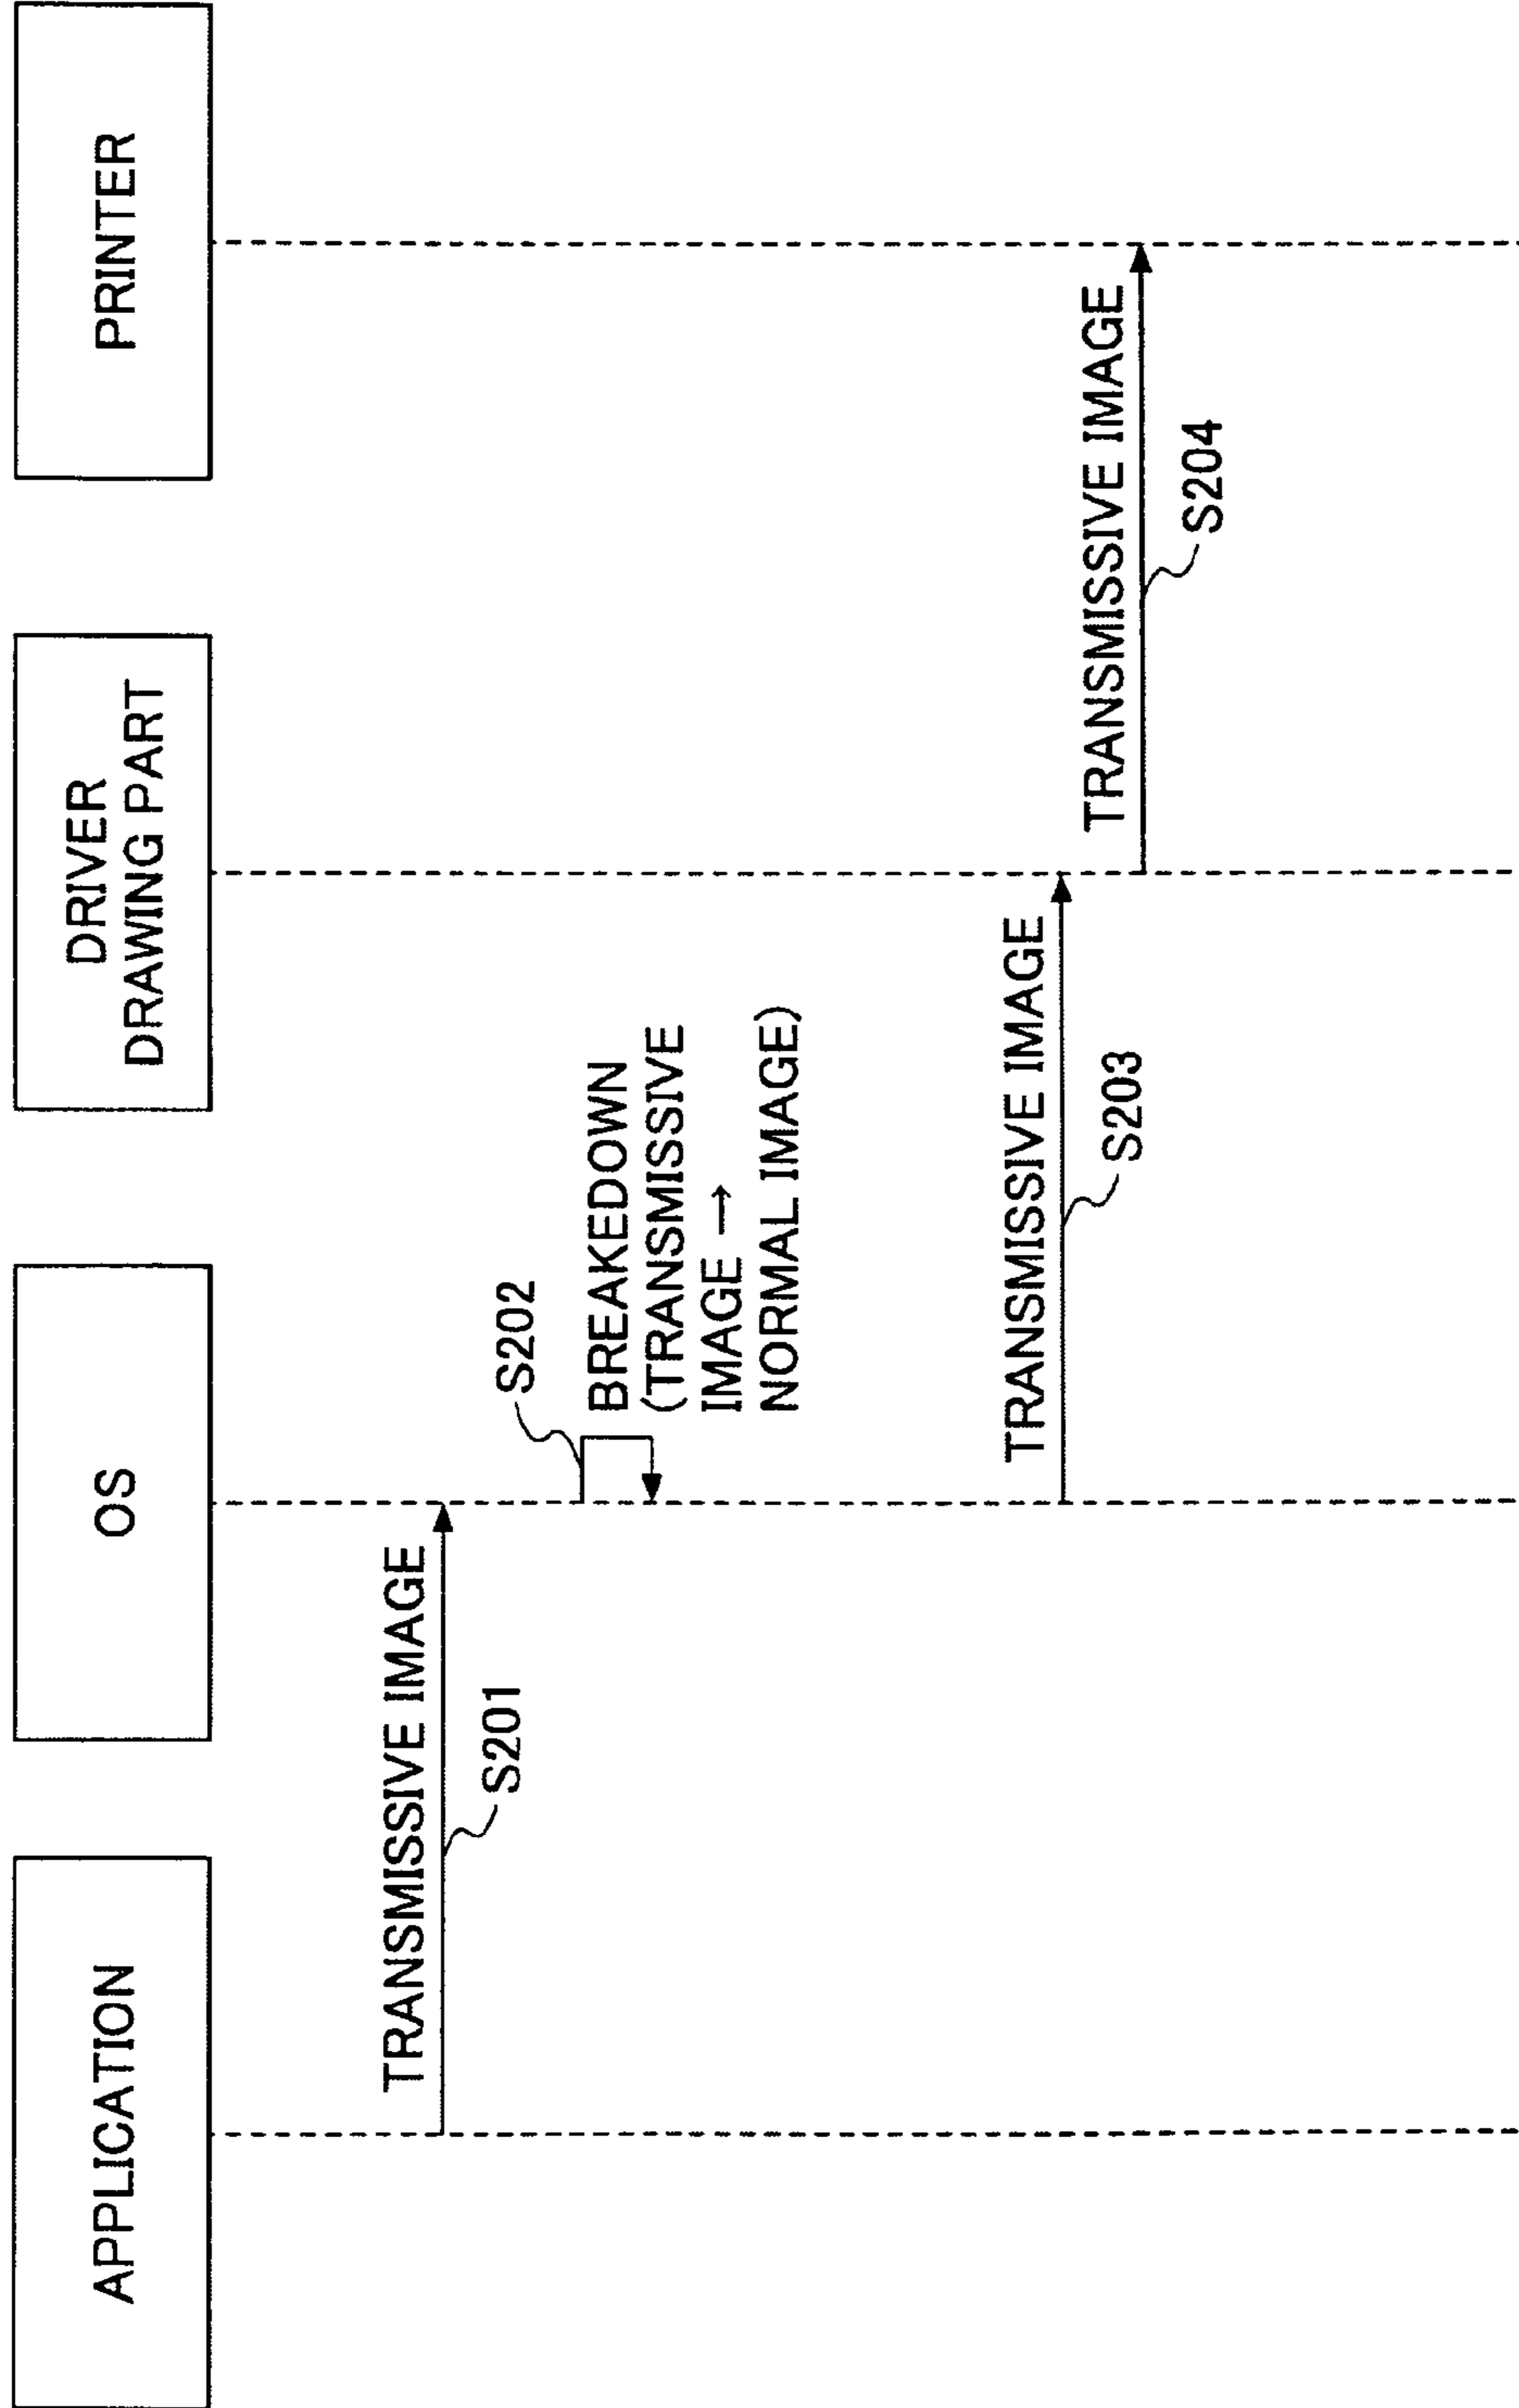 APPLICATION
OS
DRIVER
DRAWING PART
PRINTER
TRANSMISSIVE IMAGE
S201
S202
BREAKEDOWN
(TRANSMISSIVE
IMAGE →
NORMAL IMAGE)
TRANSMISSIVE IMAGE
S203
TRANSMISSIVE IMAGE
S204